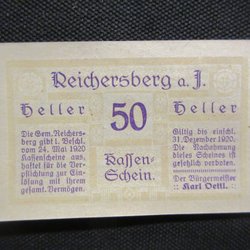 Reichersberg a. J.
Heller 50 Heller
Die Gem. Reichers-
berg gibt l. Beschl.
vom 24. Mai 1920
Kassenscheine aus,
haftet für die Ver-
pflichtung zur Ein-
lösung mit ihrem
gesamt. Vermögen.
Kassen-
Schein.
Giltig bis einschl.
31. Dezember 1920.
Die Nachahmung
dieses Scheines ist
gesetzlich verboten.
Der Bürgermeister
:: Karl Oettl. ::